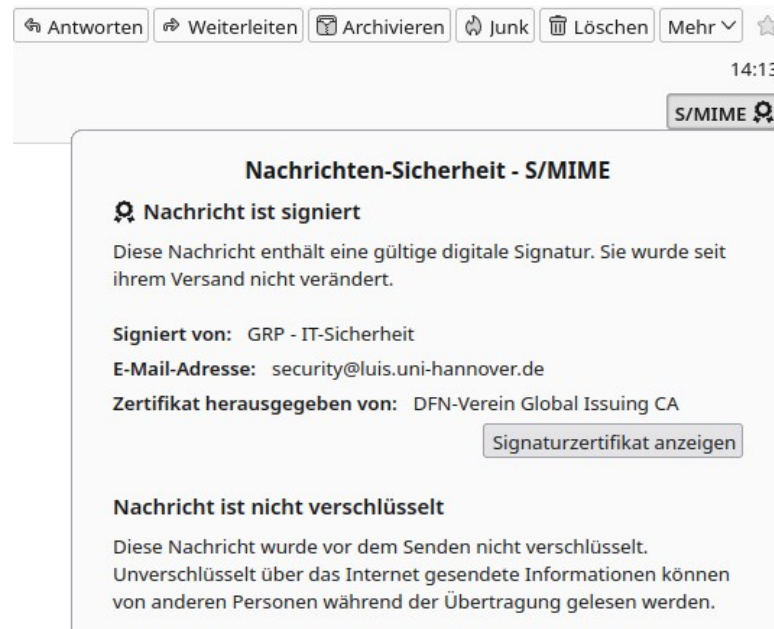 Antworten Weiterleiten Archivieren Junk Löschen Mehr
14:13
S/MIME
Nachrichten-Sicherheit - S/MIME
Nachricht ist signiert
Diese Nachricht enthält eine gültige digitale Signatur. Sie wurde seit
ihrem Versand nicht verändert.
Signiert von: GRP - IT-Sicherheit
E-Mail-Adresse: security@luis.uni-hannover.de
Zertifikat herausgegeben von: DFN-Verein Global Issuing CA
Signaturzertifikat anzeigen
Nachricht ist nicht verschlüsselt
Diese Nachricht wurde vor dem Senden nicht verschlüsselt.
Unverschlüsselt über das Internet gesendete Informationen können
von anderen Personen während der Übertragung gelesen werden.